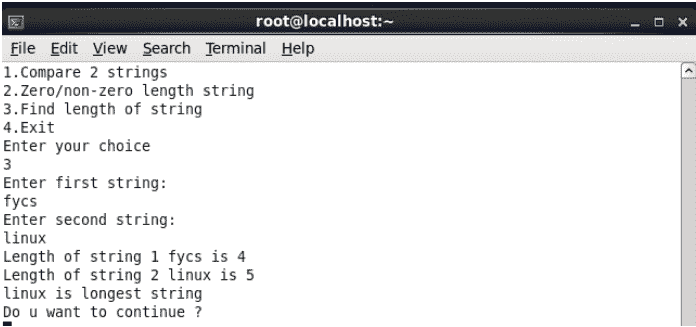 root@localhost:~
File Edit View Search Terminal Help
1.Compare 2 strings
2.Zero/non-zero length string
3.Find length of string
4.Exit
Enter your choice
3
Enter first string:
fycs
Enter second string:
linux
Length of string 1 fycs is 4
Length of string 2 linux is 5
linux is longest string
Do u want to continue ?